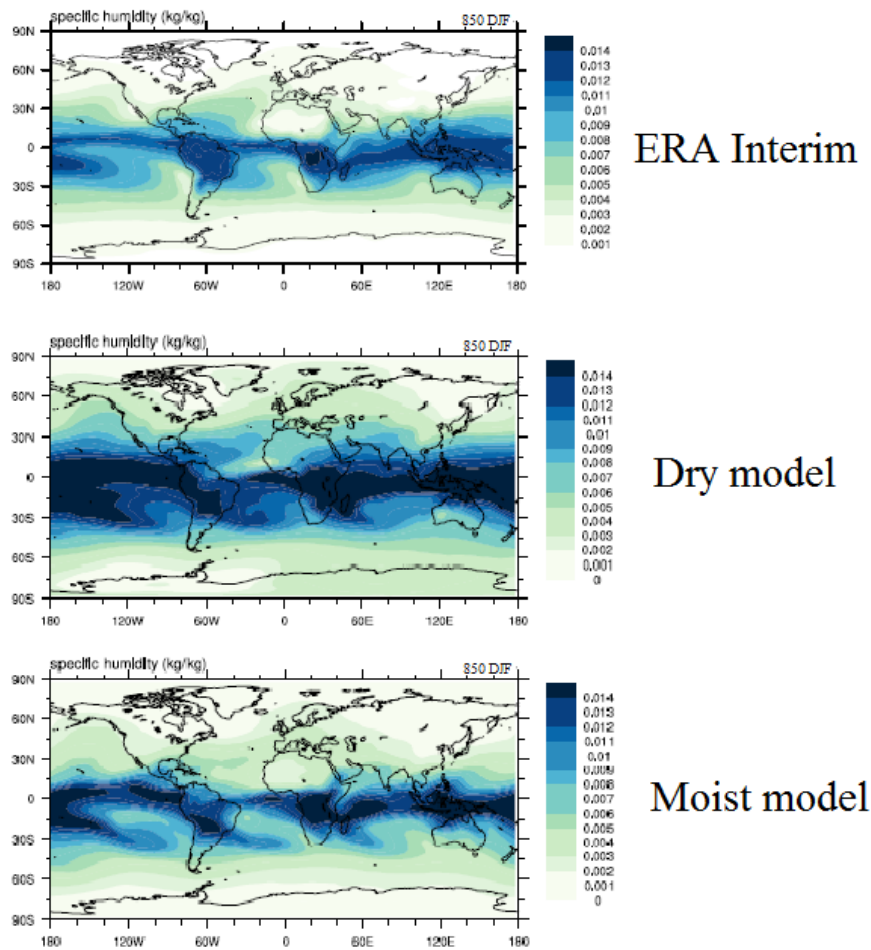 specific humidity (kg/kg) 850 DJF
90N
60N
30N
0
30S
60S
90S
180 120W 60W 0 60E 120E 180
0.014
0.013
0.012
0.011
0.01
0.009
0.008
0.007
0.006
0.005
0.004
0.003
0.002
0.001
ERA Interim
specific humidity (kg/kg) 850 DJF
90N
60N
30N
0
30S
60S
90S
180 120W 60W 0 60E 120E 180
0.014
0.013
0.012
0.011
0.01
0.009
0.008
0.007
0.006
0.005
0.004
0.003
0.002
0.001
0
Dry model
specific humidity (kg/kg) 850 DJF
90N
60N
30N
0
30S
60S
90S
180 120W 60W 0 60E 120E 180
0.014
0.013
0.012
0.011
0.01
0.009
0.008
0.007
0.006
0.005
0.004
0.003
0.002
0.001
0
Moist model